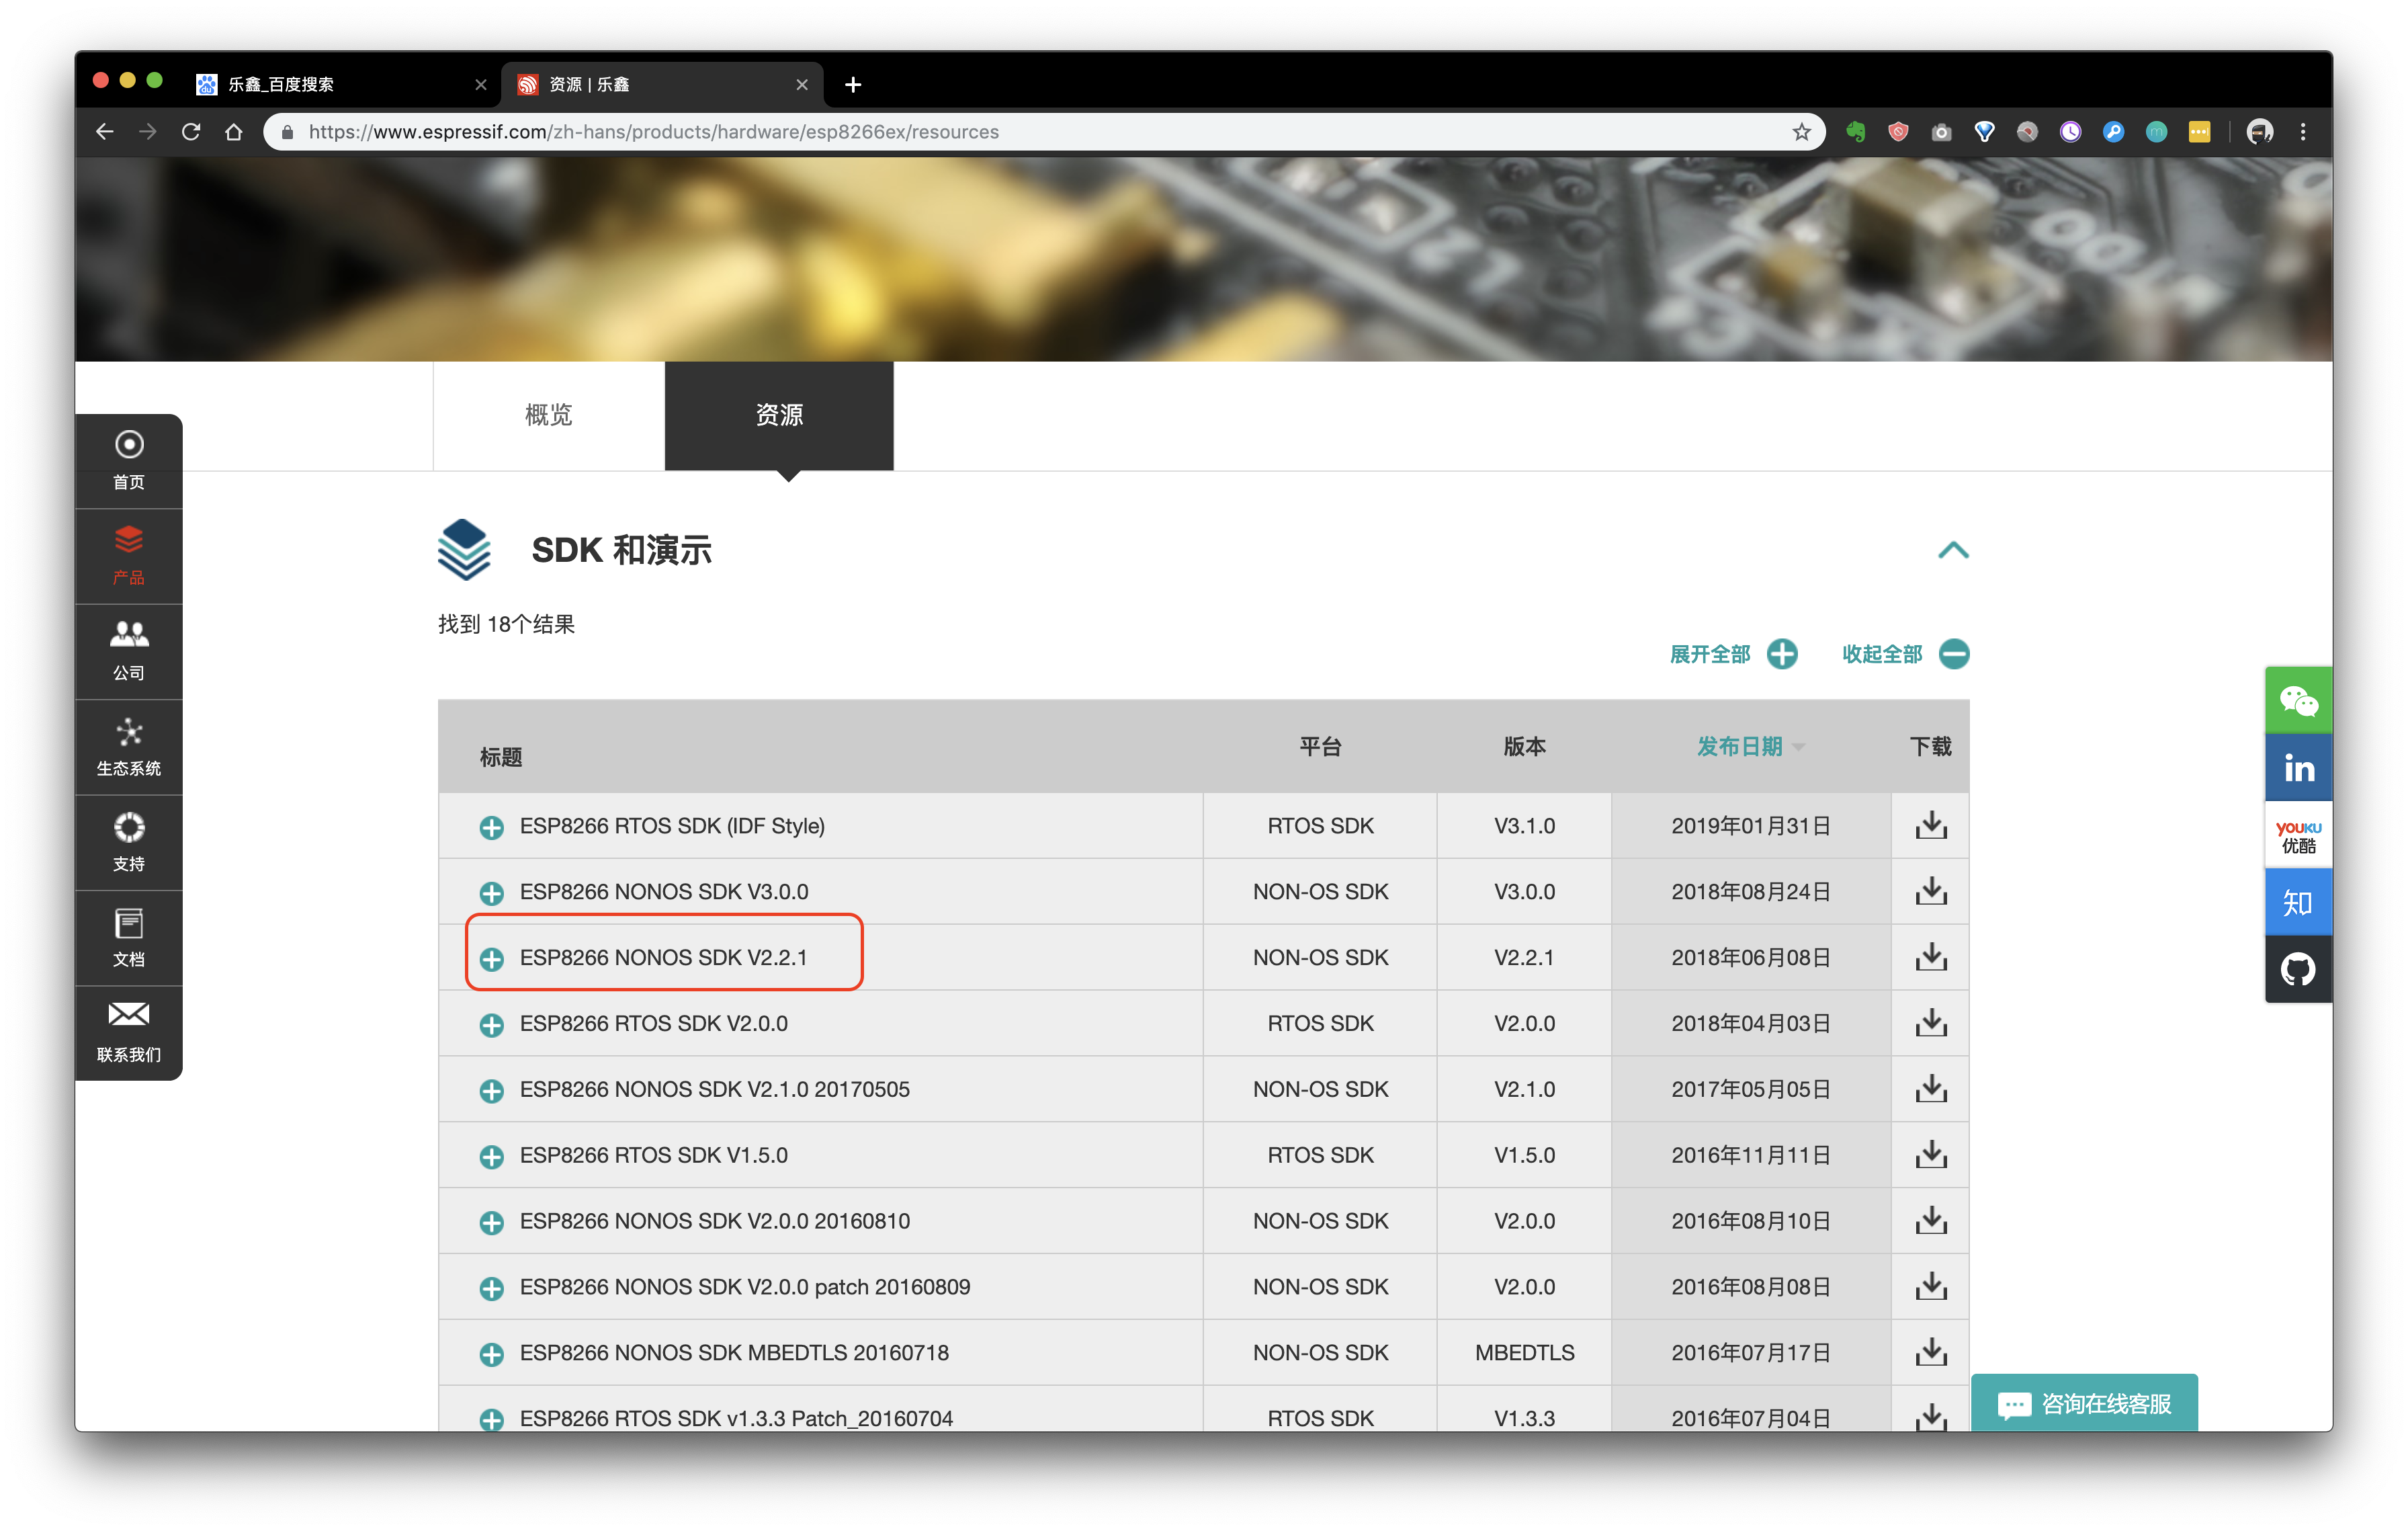 乐鑫_百度搜索
资源 | 乐鑫
https://www.espressif.com/zh-hans/products/hardware/esp8266ex/resources
概览
资源
首页
产品
公司
生态系统
支持
文档
联系我们
SDK 和演示
找到 18个结果
展开全部
收起全部
标题 平台 版本 发布日期 下载
ESP8266 RTOS SDK (IDF Style) RTOS SDK V3.1.0 2019年01月31日
ESP8266 NONOS SDK V3.0.0 NON-OS SDK V3.0.0 2018年08月24日
ESP8266 NONOS SDK V2.2.1 NON-OS SDK V2.2.1 2018年06月08日
ESP8266 RTOS SDK V2.0.0 RTOS SDK V2.0.0 2018年04月03日
ESP8266 NONOS SDK V2.1.0 20170505 NON-OS SDK V2.1.0 2017年05月05日
ESP8266 RTOS SDK V1.5.0 RTOS SDK V1.5.0 2016年11月11日
ESP8266 NONOS SDK V2.0.0 20160810 NON-OS SDK V2.0.0 2016年08月10日
ESP8266 NONOS SDK V2.0.0 patch 20160809 NON-OS SDK V2.0.0 2016年08月08日
ESP8266 NONOS SDK MBEDTLS 20160718 NON-OS SDK MBEDTLS 2016年07月17日
ESP8266 RTOS SDK v1.3.3 Patch_20160704 RTOS SDK V1.3.3 2016年07月04日
in
YOUKU
优酷
知
咨询在线客服